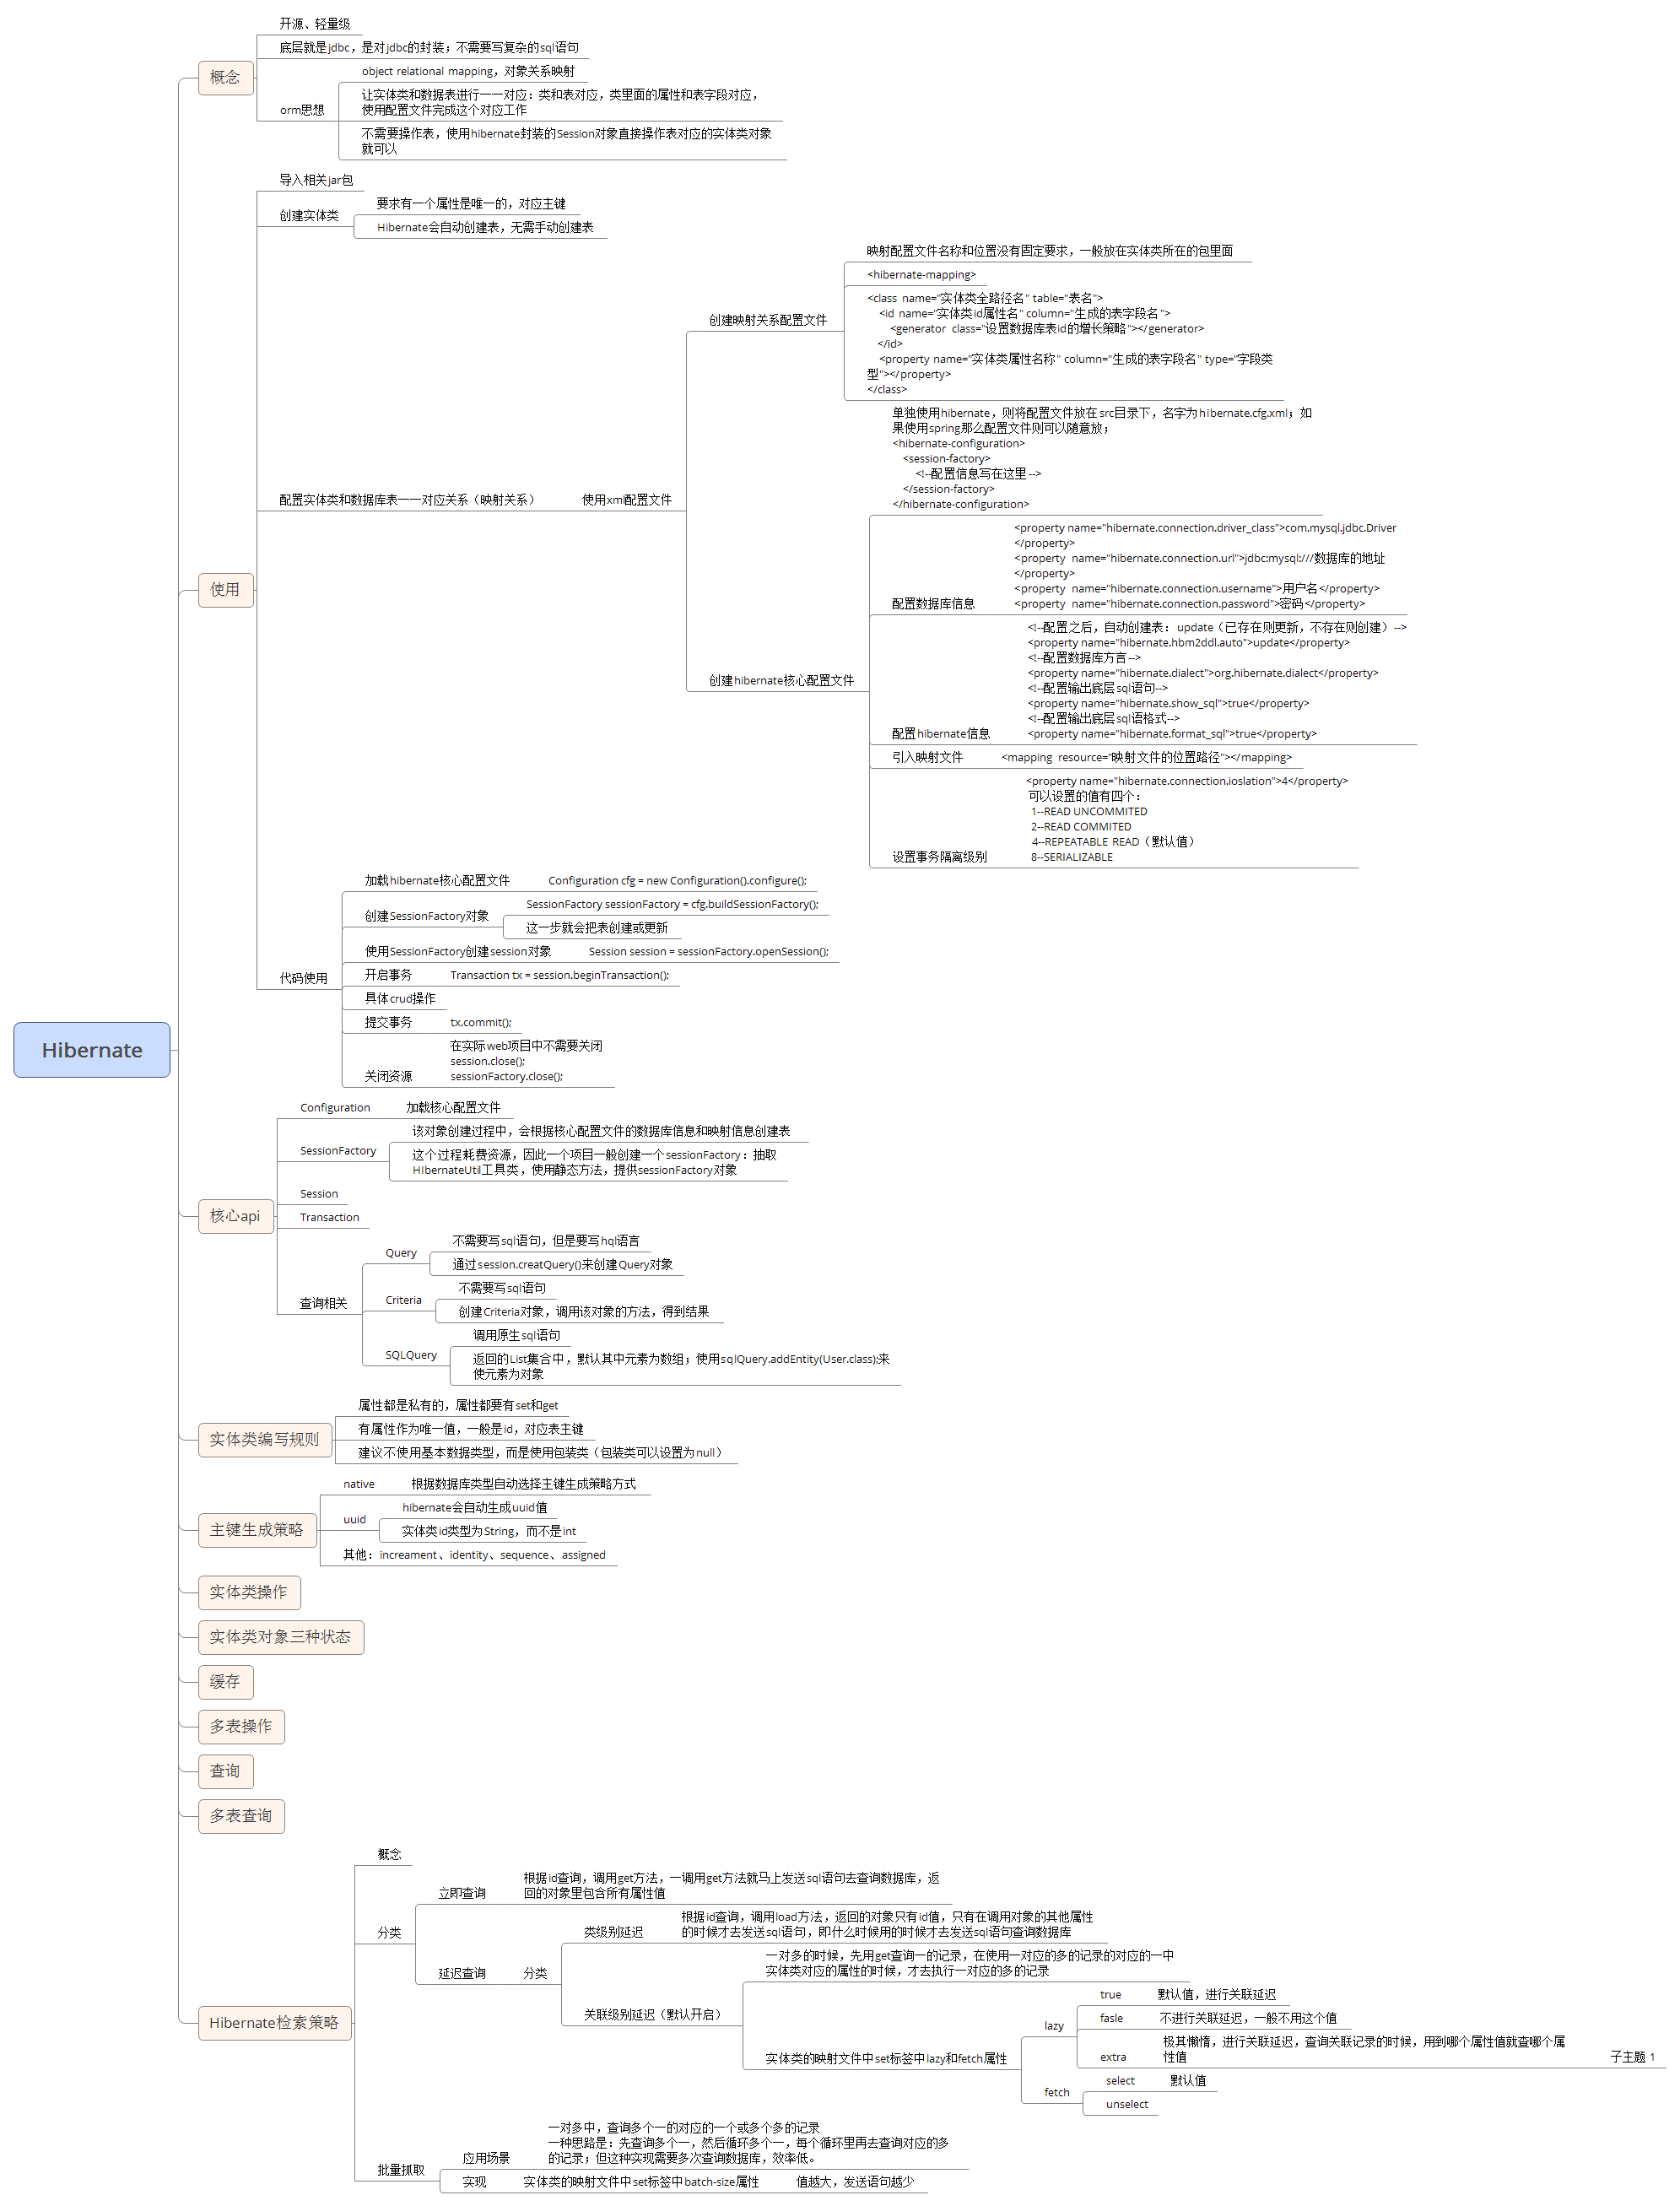 Hibernate
概念
开源、轻量级
底层就是jdbc，是对jdbc的封装；不需要写复杂的sql语句
orm思想
object relational mapping，对象关系映射
让实体类和数据表进行一一对应：类和表对应，类里面的属性和表字段对应，
使用配置文件完成这个对应工作
不需要操作表，使用hibernate封装的Session对象直接操作表对应的实体类对象
就可以
使用
导入相关jar包
创建实体类
要求有一个属性是唯一的，对应主键
Hibernate会自动创建表，无需手动创建表
配置实体类和数据库表一一对应关系（映射关系）
使用xml配置文件
创建映射关系配置文件
映射配置文件名称和位置没有固定要求，一般放在实体类所在的包里面
<hibernate-mapping>
<class name="实体类全路径名" table="表名">
<id name="实体类id属性名" column="生成的表字段名">
<generator class="设置数据库表id的增长策略"></generator>
</id>
<property name="实体类属性名称" column="生成的表字段名" type="字段类
型"></property>
</class>
创建hibernate核心配置文件
单独使用hibernate，则将配置文件放在src目录下，名字为hibernate.cfg.xml；如
果使用spring那么配置文件则可以随意放；
<hibernate-configuration>
<session-factory>
<!--配置信息写在这里-->
</session-factory>
</hibernate-configuration>
配置数据库信息
<property name="hibernate.connection.driver_class">com.mysql.jdbc.Driver
</property>
<property name="hibernate.connection.url">jdbc:mysql:///数据库的地址
</property>
<property name="hibernate.connection.username">用户名</property>
<property name="hibernate.connection.password">密码</property>
配置hibernate信息
<!--配置之后，自动创建表：update（已存在则更新，不存在则创建）-->
<property name="hibernate.hbm2ddl.auto">update</property>
<!--配置数据库方言-->
<property name="hibernate.dialect">org.hibernate.dialect</property>
<!--配置输出底层sql语句-->
<property name="hibernate.show_sql">true</property>
<!--配置输出底层sql语格式-->
<property name="hibernate.format_sql">true</property>
引入映射文件
<mapping resource="映射文件的位置路径"></mapping>
设置事务隔离级别
<property name="hibernate.connection.ioslation">4</property>
可以设置的值有四个：
1--READ UNCOMMITED
2--READ COMMITED
4--REPEATABLE READ（默认值）
8--SERIALIZABLE
代码使用
加载hibernate核心配置文件
Configuration cfg = new Configuration().configure();
创建SessionFactory对象
SessionFactory sessionFactory = cfg.buildSessionFactory();
这一步就会把表创建或更新
使用SessionFactory创建session对象
Session session = sessionFactory.openSession();
开启事务
Transaction tx = session.beginTransaction();
具体crud操作
提交事务
tx.commit();
关闭资源
在实际web项目中不需要关闭
session.close();
sessionFactory.close();
核心api
Configuration
加载核心配置文件
SessionFactory
该对象创建过程中，会根据核心配置文件的数据库信息和映射信息创建表
这个过程耗费资源，因此一个项目一般创建一个sessionFactory：抽取
HIbernateUtil工具类，使用静态方法，提供sessionFactory对象
Session
Transaction
查询相关
Query
不需要写sql语句，但是要写hql语言
通过session.creatQuery()来创建Query对象
Criteria
不需要写sql语句
创建Criteria对象，调用该对象的方法，得到结果
SQLQuery
调用原生sql语句
返回的List集合中，默认其中元素为数组；使用sqlQuery.addEntity(User.class);来
使元素为对象
实体类编写规则
属性都是私有的，属性都要有set和get
有属性作为唯一值，一般是id，对应表主键
建议不使用基本数据类型，而是使用包装类（包装类可以设置为null）
主键生成策略
native
根据数据库类型自动选择主键生成策略方式
uuid
hibernate会自动生成uuid值
实体类id类型为String，而不是int
其他：increament、identity、sequence、assigned
实体类操作
实体类对象三种状态
缓存
多表操作
查询
多表查询
Hibernate检索策略
概念
分类
立即查询
根据id查询，调用get方法，一调用get方法就马上发送sql语句去查询数据库，返
回的对象里包含所有属性值
延迟查询
分类
类级别延迟
根据id查询，调用load方法，返回的对象只有id值，只有在调用对象的其他属性
的时候才去发送sql语句，即什么时候用的时候才去发送sql语句查询数据库
关联级别延迟（默认开启）
一对多的时候，先用get查询一的记录，在使用一对应的多的记录的对应的一中
实体类对应的属性的时候，才去执行一对应的多的记录
实体类的映射文件中set标签中lazy和fetch属性
lazy
true
默认值，进行关联延迟
fasle
不进行关联延迟，一般不用这个值
extra
极其懒惰，进行关联延迟，查询关联记录的时候，用到哪个属性值就查哪个属
性值
子主题 1
fetch
select
默认值
unselect
批量抓取
应用场景
一对多中，查询多个一的对应的一个或多个多的记录
一种思路是：先查询多个一，然后循环多个一，每个循环里再去查询对应的多
的记录；但这种实现需要多次查询数据库，效率低。
实现
实体类的映射文件中set标签中batch-size属性
值越大，发送语句越少